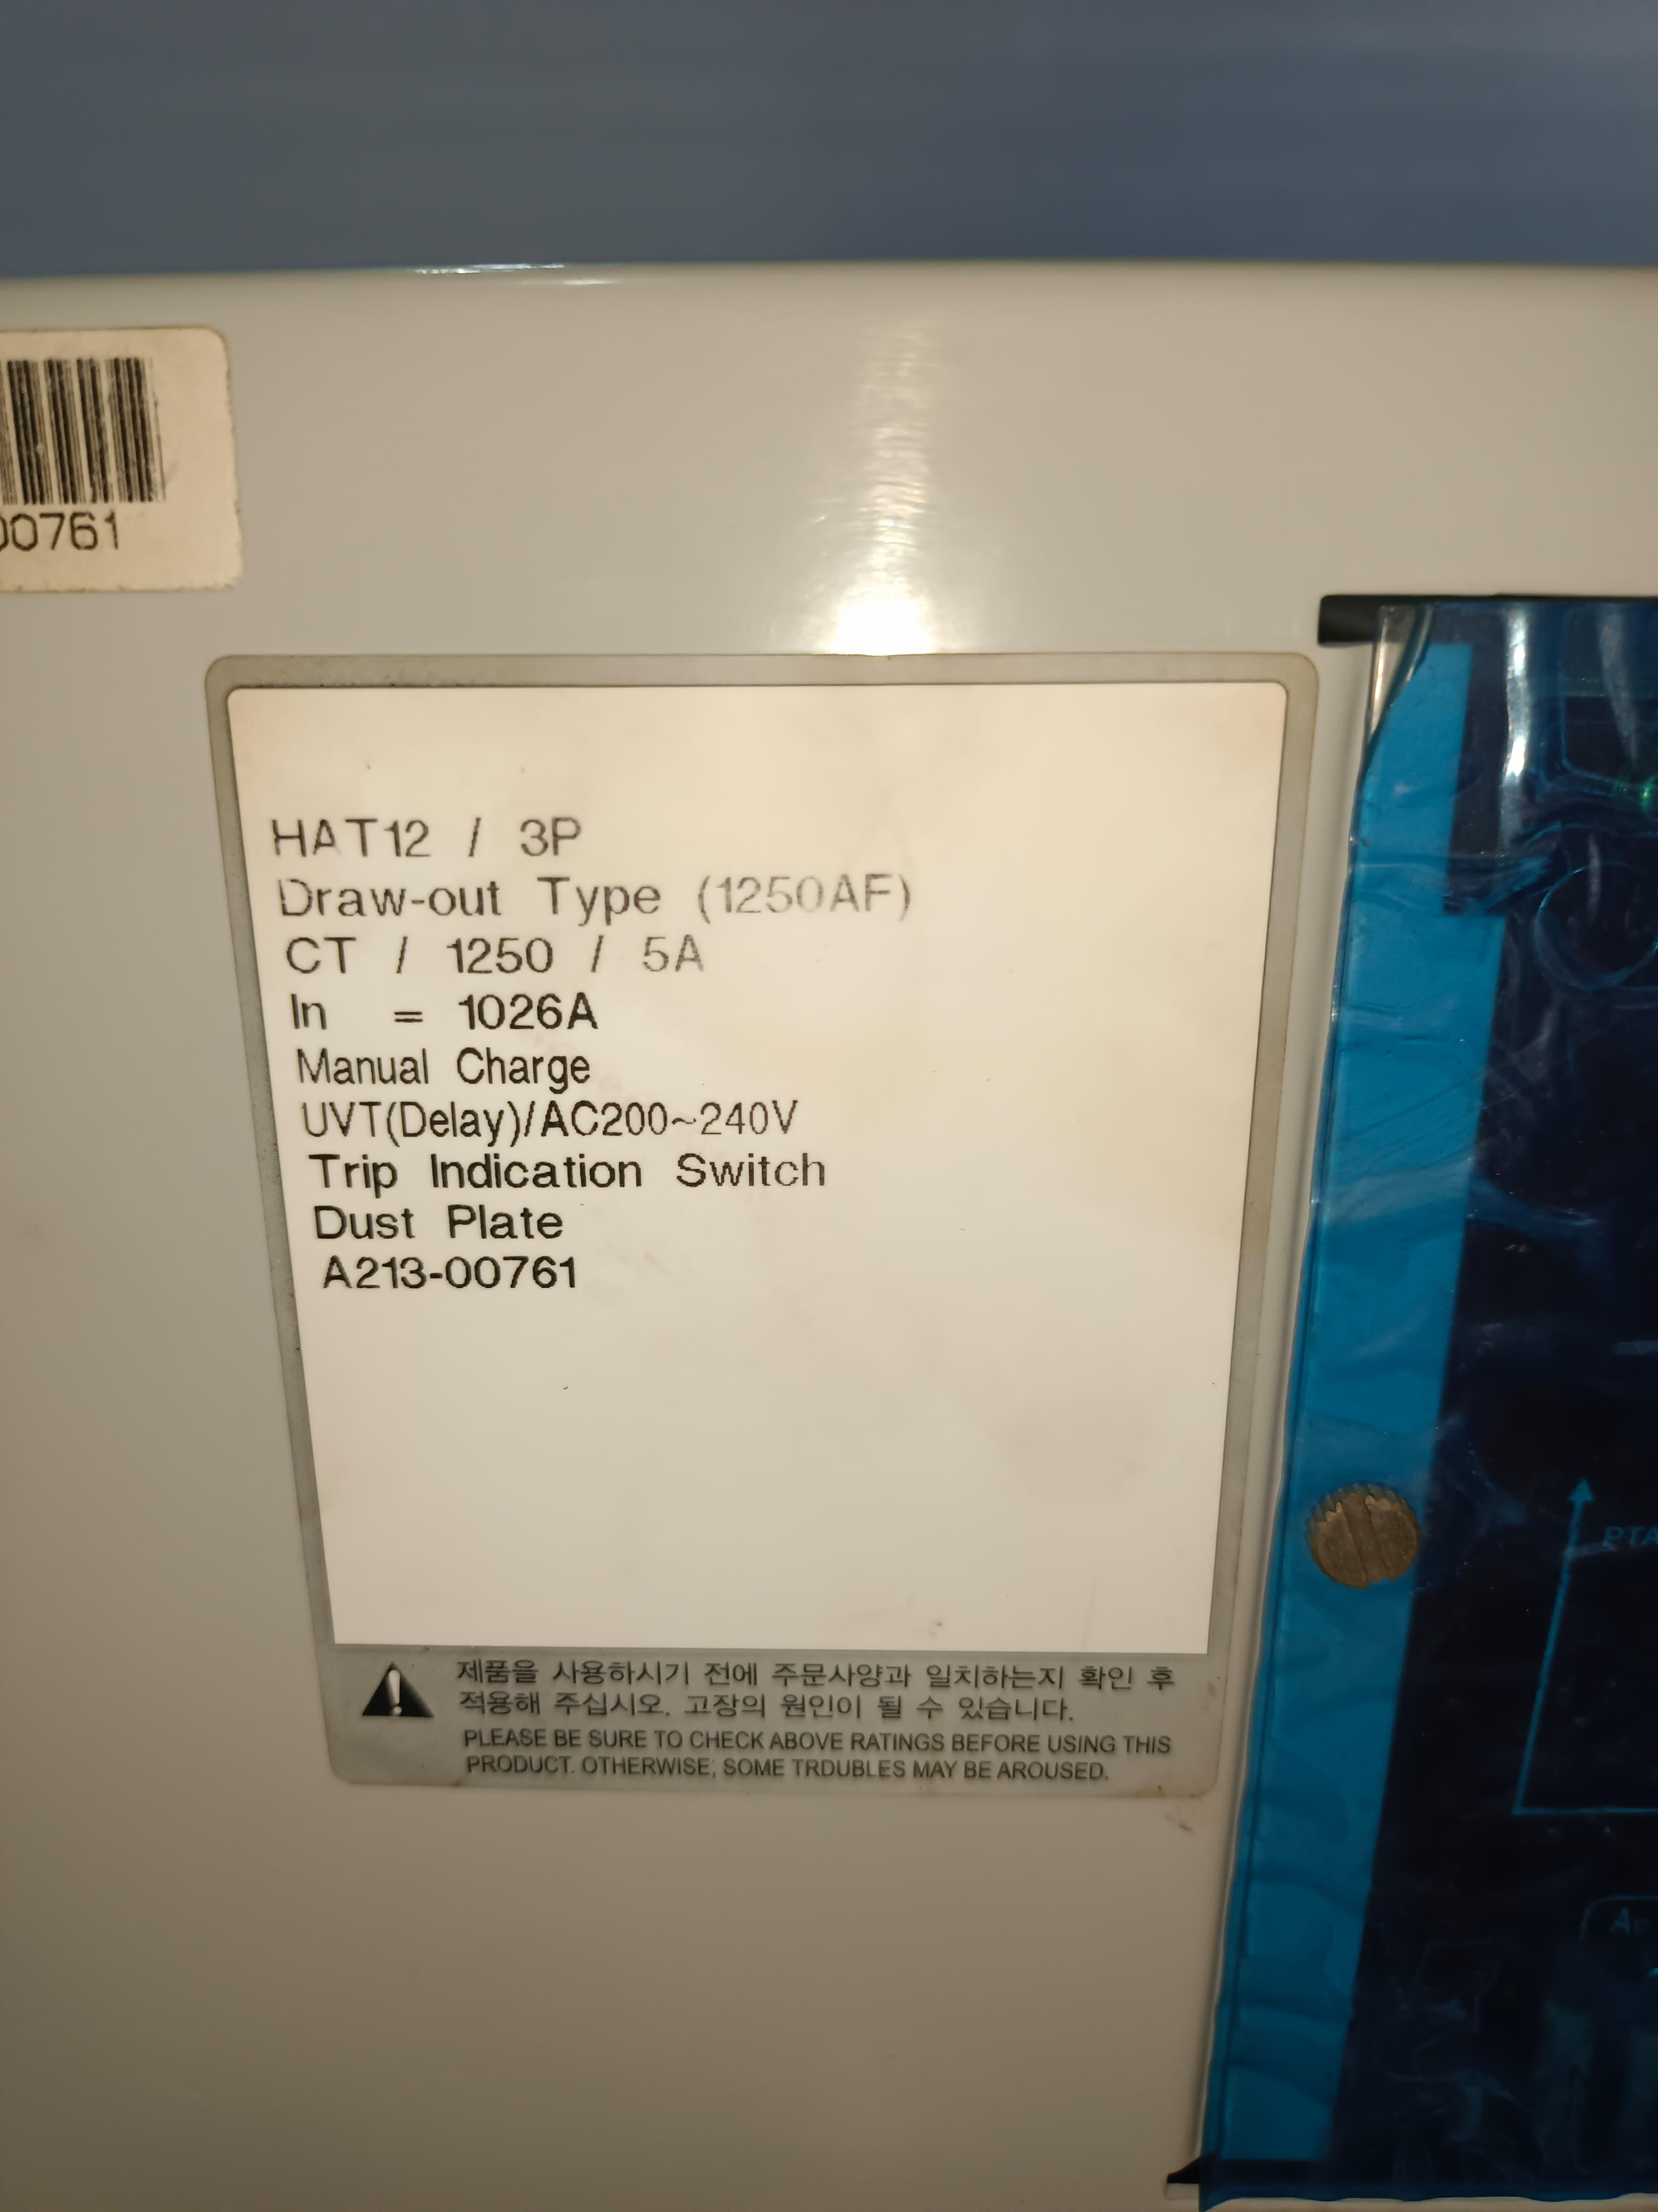 00761
HAT12 / 3P
Draw-out Type (1250AF)
CT / 1250 / 5A
In = 1026A
Manual Charge
UVT(Delay)/AC200~240V
Trip Indication Switch
Dust Plate
A213-00761
제품을 사용하시기 전에 주문사양과 일치하는지 확인 후
적용해 주십시오. 고장의 원인이 될 수 있습니다.
PLEASE BE SURE TO CHECK ABOVE RATINGS BEFORE USING THIS
PRODUCT. OTHERWISE, SOME TRDUBLES MAY BE AROUSED.